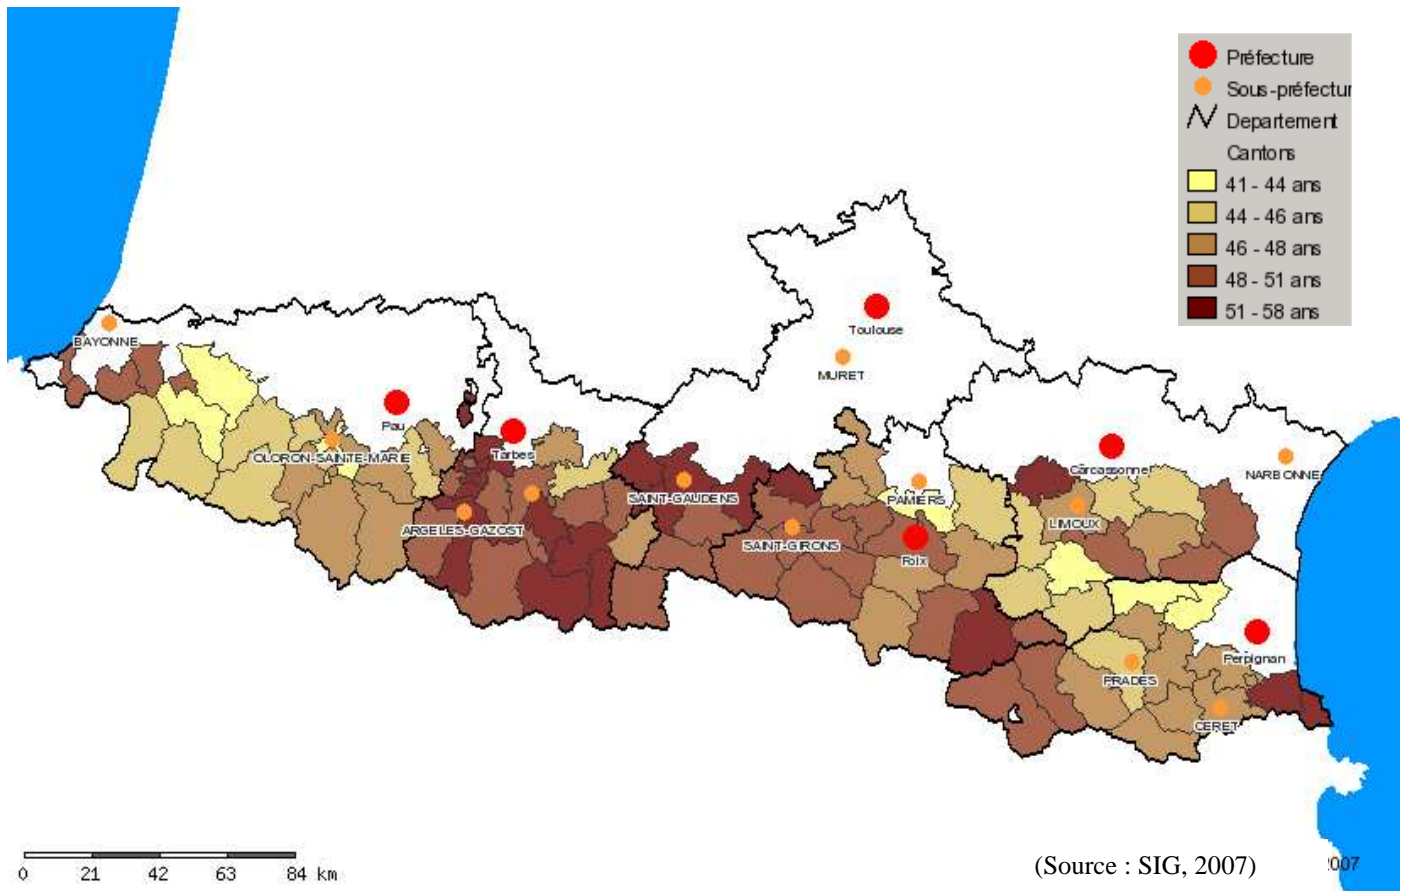 Préfecture
Sous-préfectur
Departement
Cantons
41 - 44 ans
44 - 46 ans
46 - 48 ans
48 - 51 ans
51 - 58 ans
BAYONNE
Toulouse
MURET
Pau
Tarbes
OLORON-SAINTE-MARIE
Carcassonne
NARBONNE
SAINT-GAUDENS
PAMIERS
LIMOUX
ARGELES-GAZOST
SAINT-GIRONS
Foix
Perpignan
PRADES
CERET
0 21 42 63 84 km
(Source : SIG, 2007)
2007